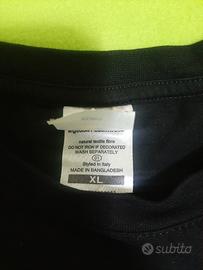 natural textile fibre
DO NOT IRON IF DECORATED
WASH SEPARATELY
Styled in Italy
MADE IN BANGLADESH
XL
subito